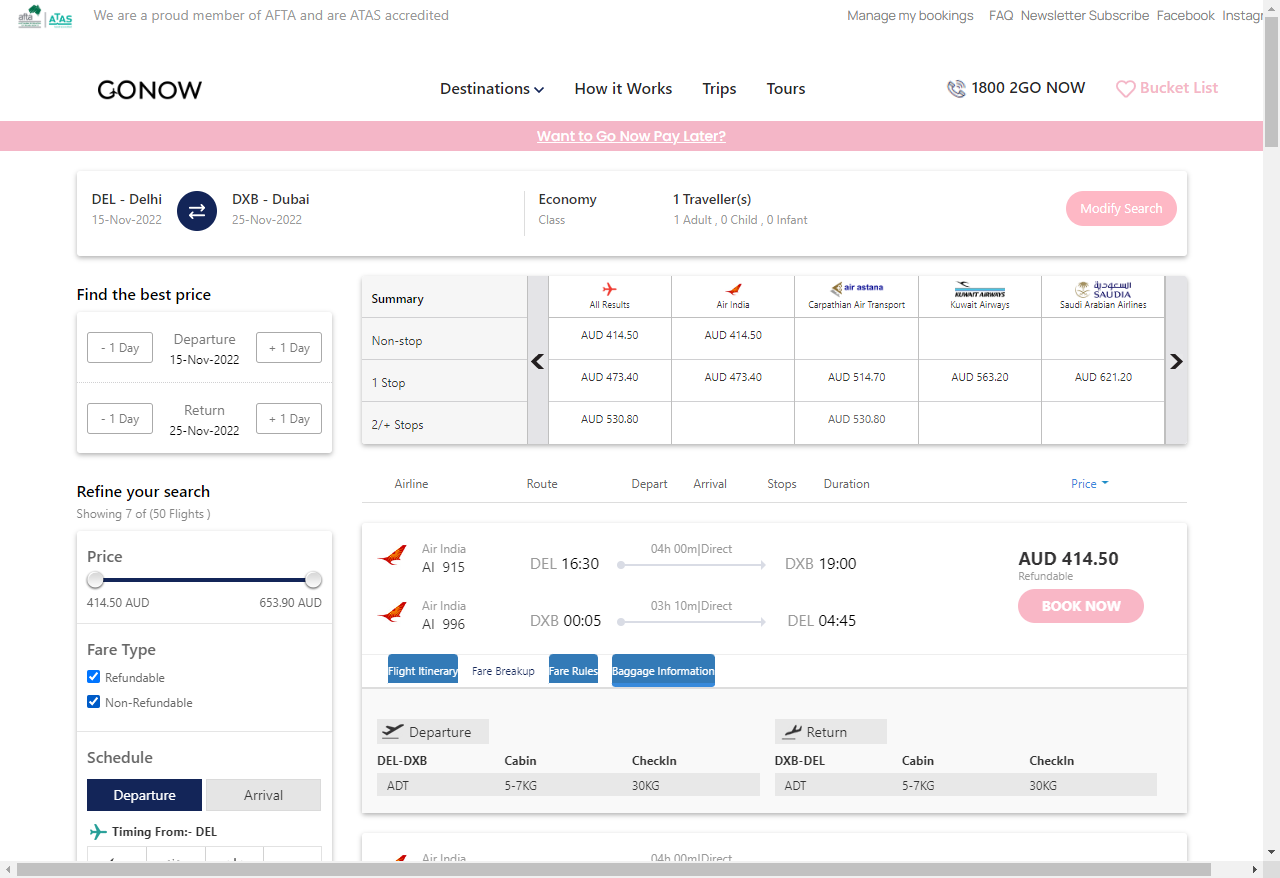 afta
ATAS
We are a proud member of AFTA and are ATAS accredited
Manage my bookings FAQ Newsletter Subscribe Facebook Instagr
GONOW
Destinations How it Works Trips Tours
1800 2GO NOW
Bucket List
Want to Go Now Pay Later?
DEL - Delhi
15-Nov-2022
DXB - Dubai
25-Nov-2022
Economy
Class
1 Traveller(s)
1 Adult , 0 Child , 0 Infant
Modify Search
Find the best price
- 1 Day
Departure
15-Nov-2022
+ 1 Day
- 1 Day
Return
25-Nov-2022
+ 1 Day
Refine your search
Showing 7 of (50 Flights )
Price
414.50 AUD 653.90 AUD
Fare Type
Refundable
Non-Refundable
Schedule
Departure Arrival
Timing From:- DEL
Summary
All Results
Air India
air astana
Carpathian Air Transport
KUWAIT AIRWAYS
Kuwait Airways
السعودية
SAUDIA
Saudi Arabian Airlines
Non-stop AUD 414.50 AUD 414.50
1 Stop AUD 473.40 AUD 473.40 AUD 514.70 AUD 563.20 AUD 621.20
2/+ Stops AUD 530.80 AUD 530.80
Airline Route Depart Arrival Stops Duration Price
Air India
AI 915
DEL 16:30
04h 00m|Direct
DXB 19:00
Air India
AI 996
DXB 00:05
03h 10m|Direct
DEL 04:45
AUD 414.50
Refundable
BOOK NOW
Flight Itinerary Fare Breakup Fare Rules Baggage Information
Departure
DEL-DXB Cabin CheckIn
ADT 5-7KG 30KG
Return
DXB-DEL Cabin CheckIn
ADT 5-7KG 30KG
Air India
04h 00m|Direct